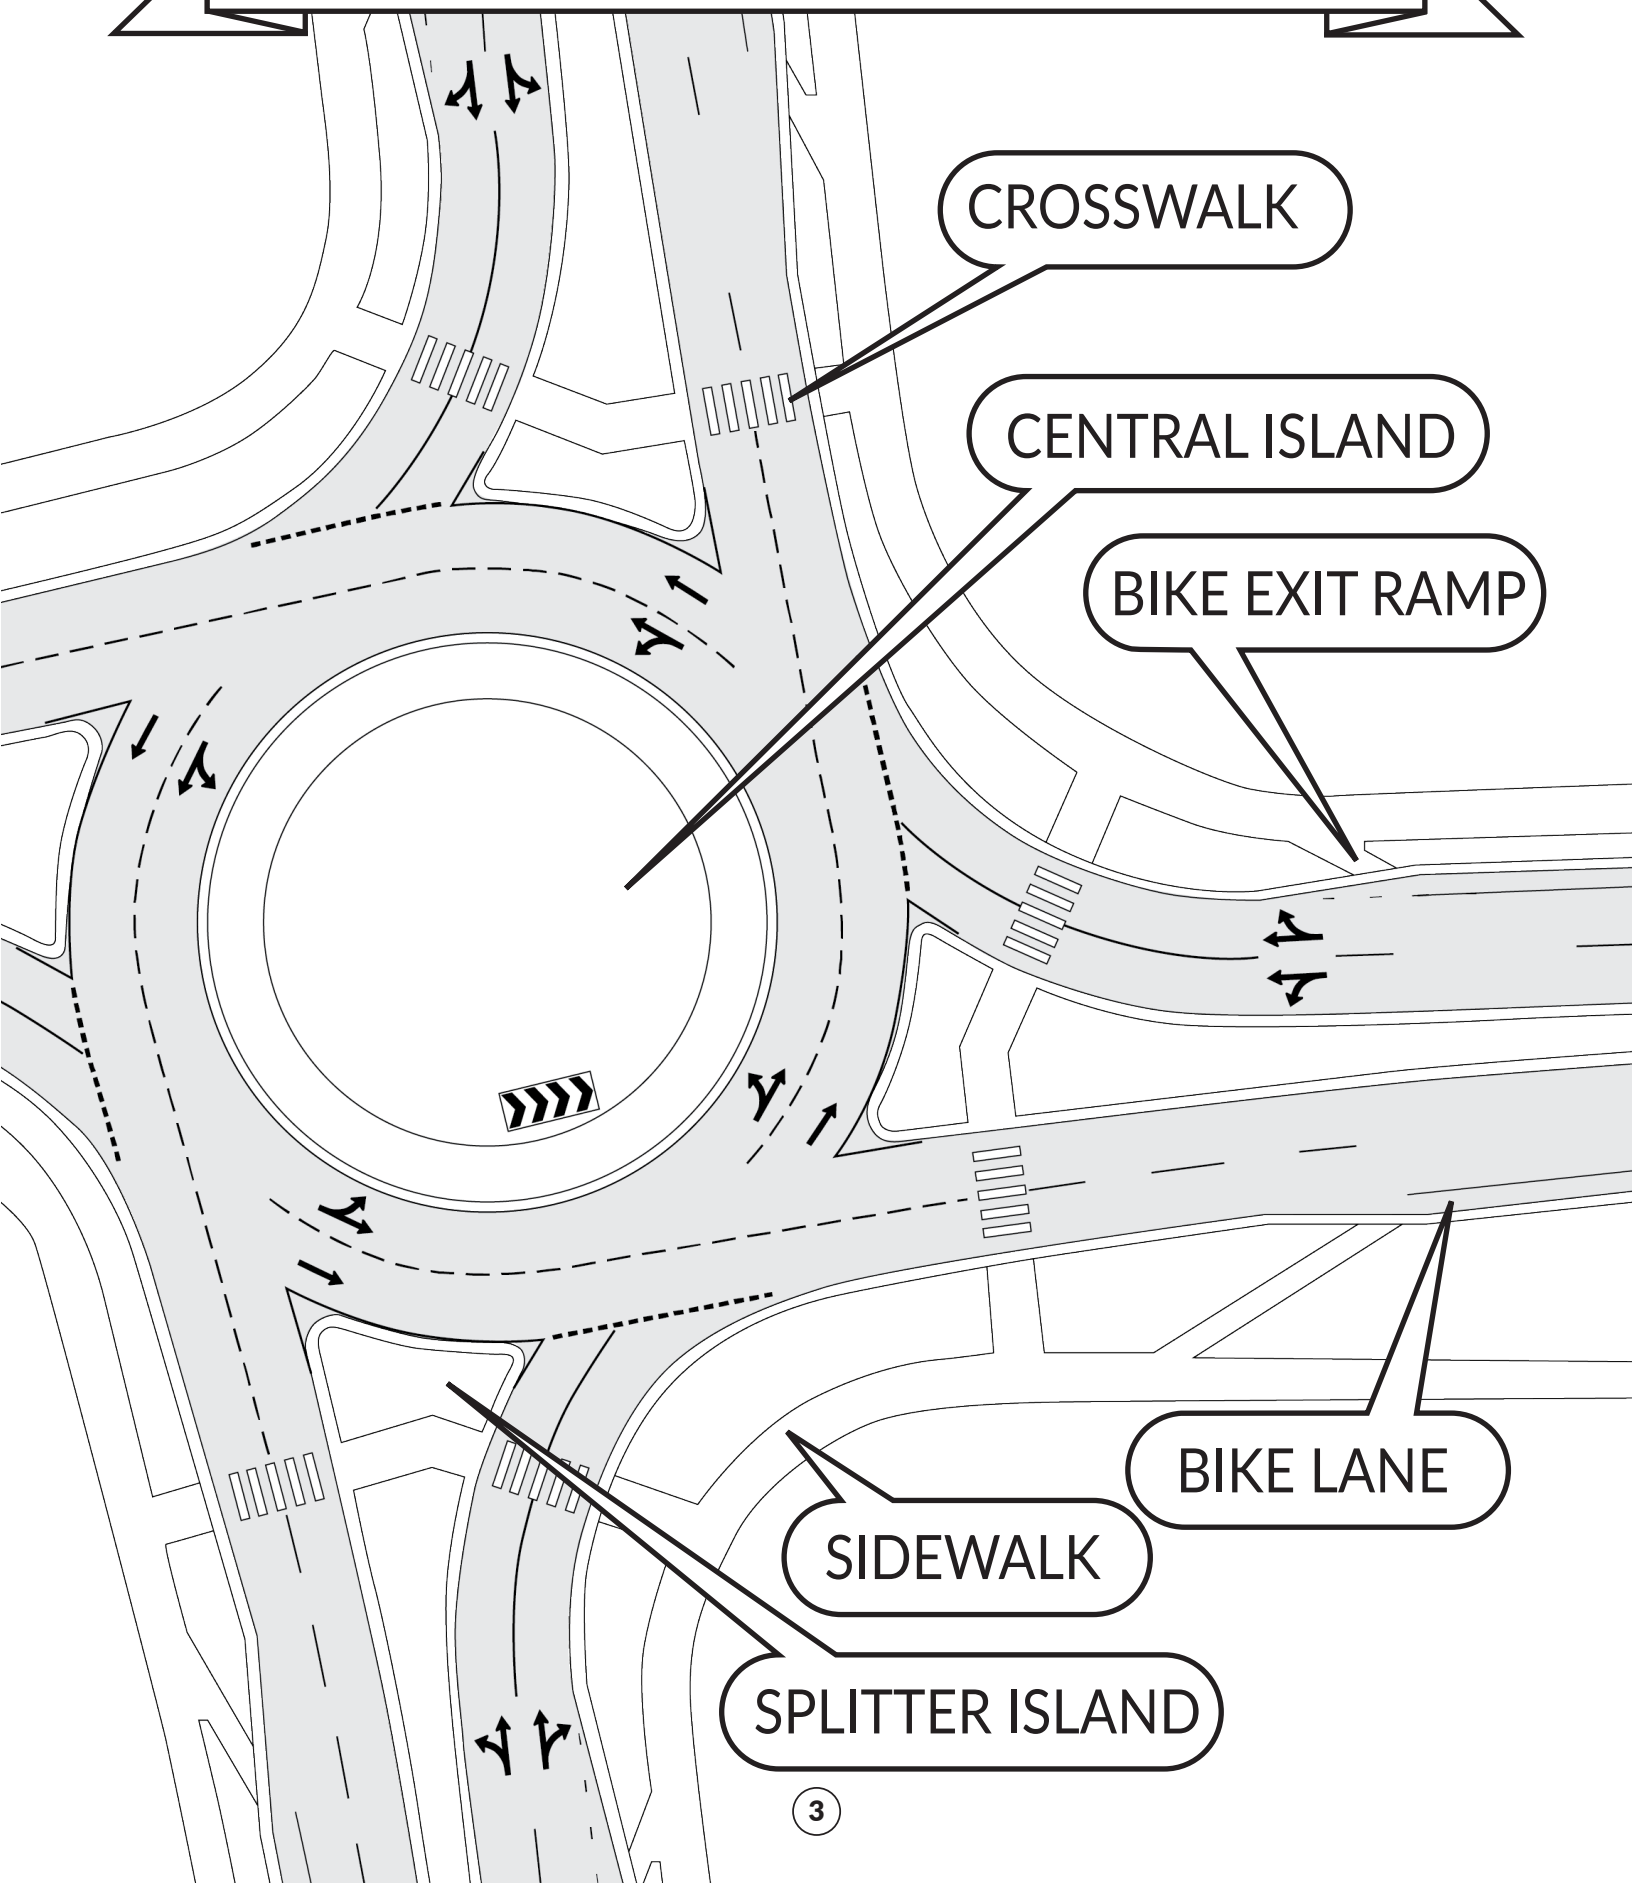 CROSSWALK
CENTRAL ISLAND
BIKE EXIT RAMP
BIKE LANE
SIDEWALK
SPLITTER ISLAND
3